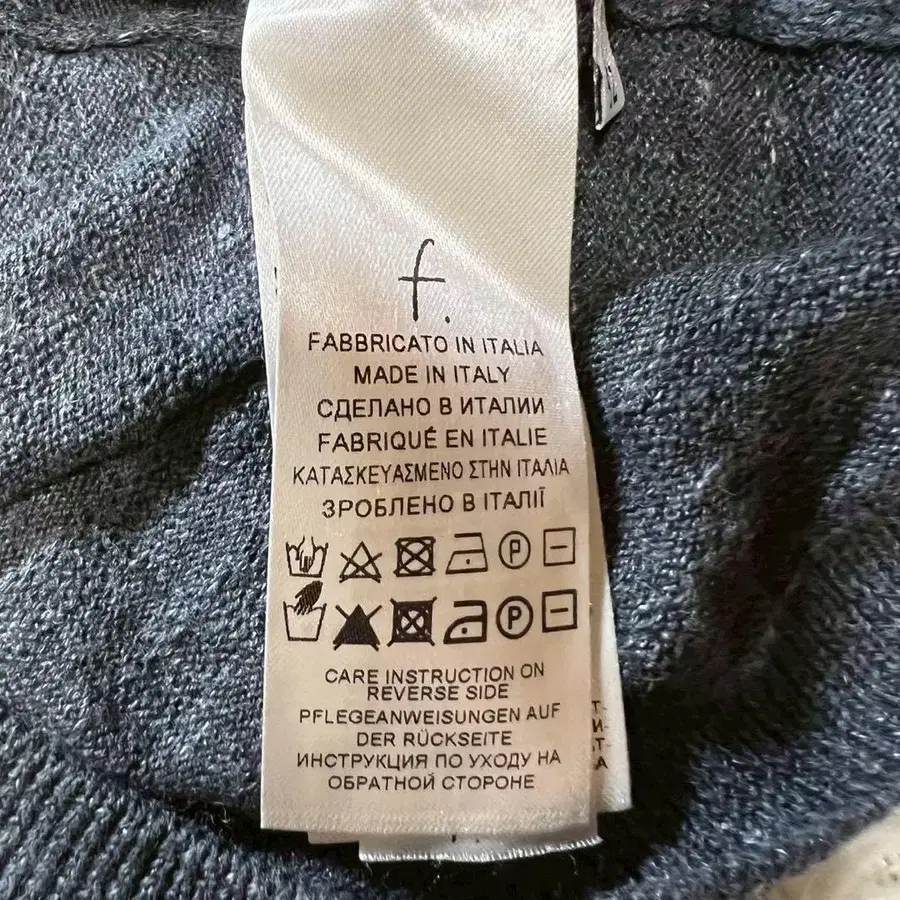 f.
FABBRICATO IN ITALIA
MADE IN ITALY
СДЕЛАНО В ИТАЛИИ
FABRIQUÉ EN ITALIE
ΚΑΤΑΣΚΕΥΑΣΜΕΝΟ ΣΤΗΝ ΙΤΑΛΙΑ
ЗРОБЛЕНО В ІТАЛІЇ
P
P
CARE INSTRUCTION ON
REVERSE SIDE
PFLEGEANWEISUNGEN AUF
DER RÜCKSEITE
ИНСТРУКЦИЯ ПО УХОДУ НА
ОБРАТНОЙ СТОРОНЕ